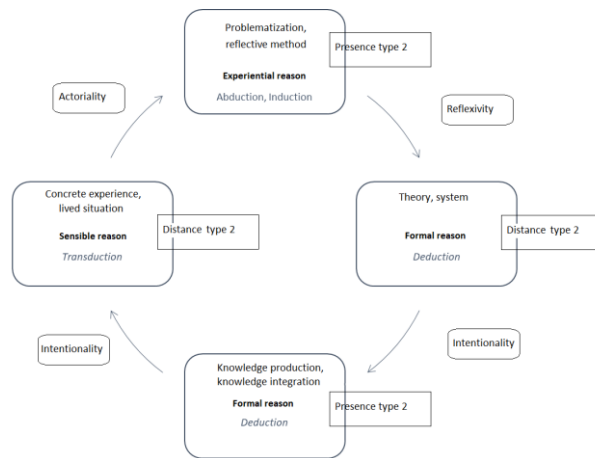 Problematization,
reflective method
Presence type 2
Experiential reason
Abduction, Induction
Actoriality
Reflexivity
Concrete experience,
lived situation
Sensible reason
Transduction
Distance type 2
Theory, system
Formal reason
Deduction
Distance type 2
Intentionality
Intentionality
Knowledge production,
knowledge integration
Formal reason
Deduction
Presence type 2